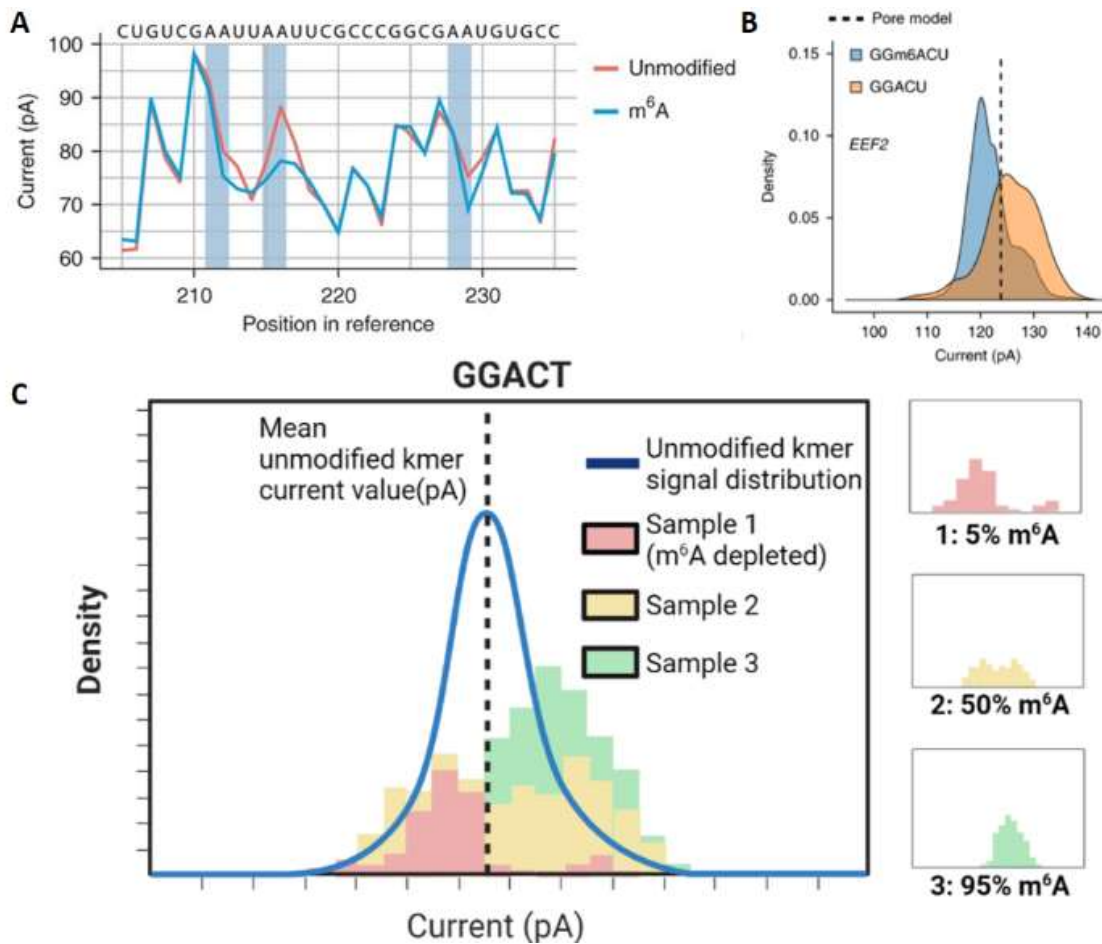 A
CUGUCGAAUUAAUUCGCCCGGCGAAUGUGCC
100
90
80
70
60
Current (pA)
210
220
230
Position in reference
Unmodified
m⁶A
B
Pore model
GGm6ACU
GGACU
EEF2
0.15
0.10
0.05
0.00
Density
100
110
120
130
140
Current (pA)
C
GGACT
Mean
unmodified kmer
current value(pA)
Unmodified kmer
signal distribution
Sample 1
(m⁶A depleted)
Sample 2
Sample 3
Density
Current (pA)
1: 5% m⁶A
2: 50% m⁶A
3: 95% m⁶A